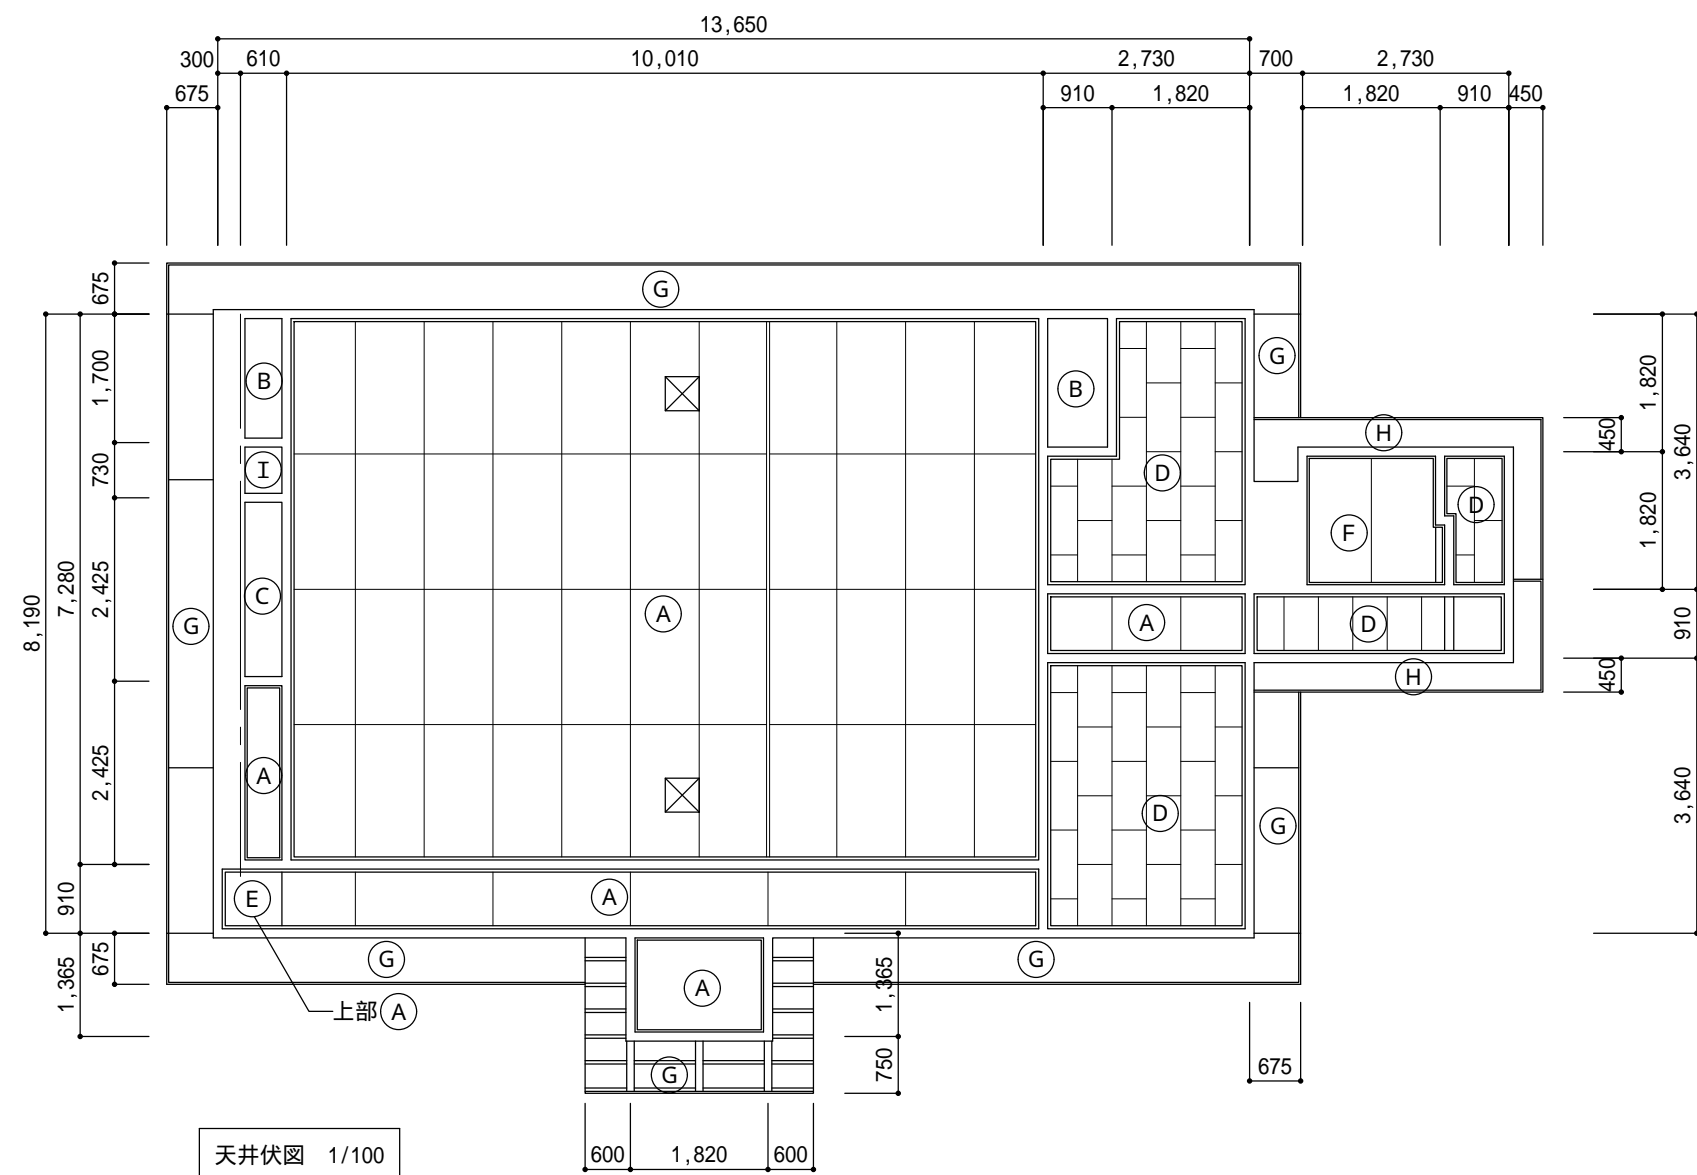 13,650
300 610 10,010 2,730 700 2,730
675 910 1,820 1,820 910 450
G
675
1,700
730
2,425
2,425
7,280
8,190
910
675
1,365
B
I
C
A
G
A
B
D
G
H
F
D
A
D
H
D
G
E
A
G
A
G
上部 A
G
1,820
450
3,640
1,820
910
450
3,640
1,365
750
675
600 1,820 600
天井伏図 1/100